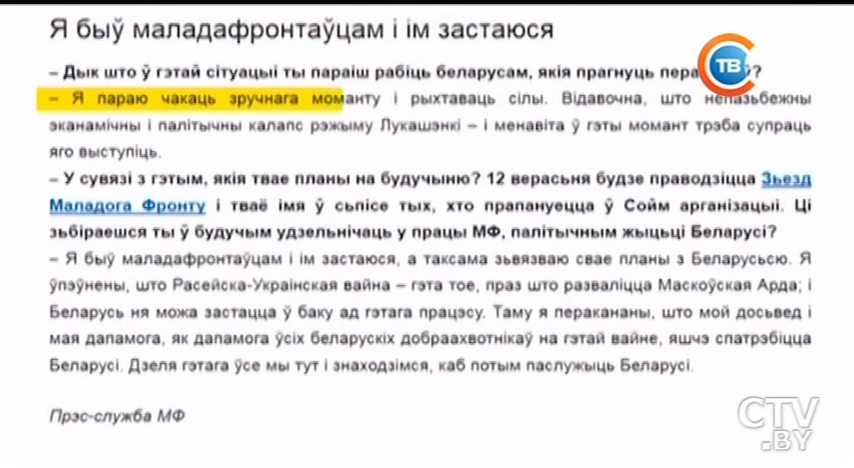 Я быў маладафронтаўцам і ім застаюся
– Дык што ў гэтай сітуацыі ты параіш рабіць беларусам, якія прагнуць
– Я параю чакаць зручнага моманту і рыхтаваць сілы. Відавочна, што непазьбежны
эканамічны і палітычны калапс рэжыму Лукашэнкі – і менавіта ў гэты момант трэба супраць
яго выступіць.
– У сувязі з гэтым, якія твае планы на будучыню? 12 верасьня будзе праводзіцца Зьезд
Маладога Фронту і тваё імя ў сьпісе тых, хто прапануецца ў Сойм арганізацыі. Ці
зьбіраешся ты ў будучым удзельнічаць у працы МФ, палітычным жыцьці Беларусі?
– Я быў маладафронтаўцам і ім застаюся, а таксама зьвязваю свае планы з Беларусьсю. Я
ўпэўнены, што Расейска-Украінская вайна – гэта тое, праз што разваліцца Маскоўская Арда; і
Беларусь ня можа застацца ў баку ад гэтага працэсу. Таму я перакананы, што мой досьвед і
мая дапамога, як дапамога ўсіх беларускіх добраахвотнікаў на гэтай вайне, яшчэ спатрэбіцца
Беларусі. Дзеля гэтага ўсе мы тут і знаходзімся, каб потым паслужыць Беларусі.
Прэс-служба МФ
СТВ
CTV
.BY